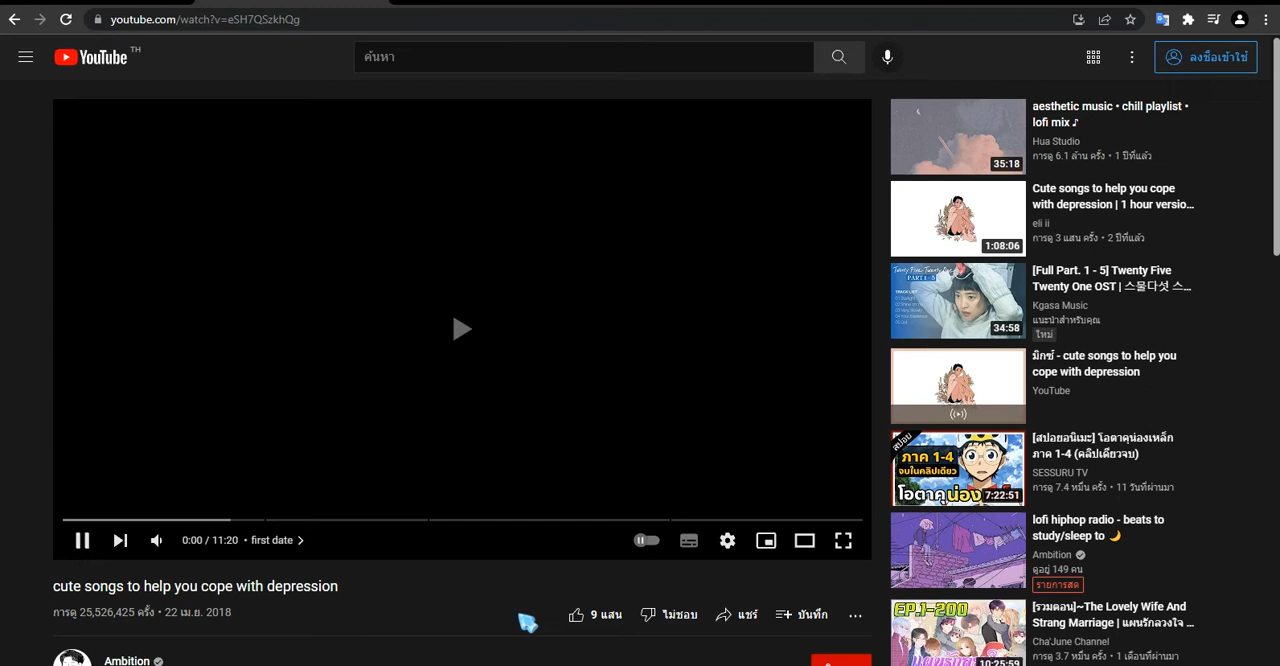 youtube.com/watch?v=eSH7QSzkhQg
YouTube TH
ค้นหา
ลงชื่อเข้าใช้
0:00 / 11:20 • first date
cute songs to help you cope with depression
การดู 25,526,425 ครั้ง • 22 เม.ย. 2018
9 แสน
ไม่ชอบ
แชร์
บันทึก
Ambition
35:18
aesthetic music • chill playlist •
lofi mix ♪
Hua Studio
การดู 6.1 ล้าน ครั้ง • 1 ปีที่แล้ว
1:08:06
Cute songs to help you cope
with depression | 1 hour versio...
eli ii
การดู 3 แสน ครั้ง • 2 ปีที่แล้ว
Twenty Five Twenty One
PART 1-5
TRACK LIST
34:58
[Full Part. 1 - 5] Twenty Five
Twenty One OST | 스물다섯 스...
Kgasa Music
แนะนำสำหรับคุณ
ใหม่
มิกซ์ - cute songs to help you
cope with depression
YouTube
สปอย
ภาค 1-4
จบในคลิปเดียว
โอตาคุน่อง
7:22:51
[สปอยอนิเมะ] โอตาคุน่องเหล็ก
ภาค 1-4 (คลิปเดียวจบ)
SESSURU TV
การดู 7.4 หมื่น ครั้ง • 11 วันที่ผ่านมา
lofi hiphop radio - beats to
study/sleep to 🌙
Ambition
ดูอยู่ 149 คน
รายการสด
EP.1-200
10:25:59
[รวมตอน]~The Lovely Wife And
Strang Marriage | แผนรักลวงใจ ...
Cha'June Channel
การดู 3.7 หมื่น ครั้ง • 1 เดือนที่ผ่านมา